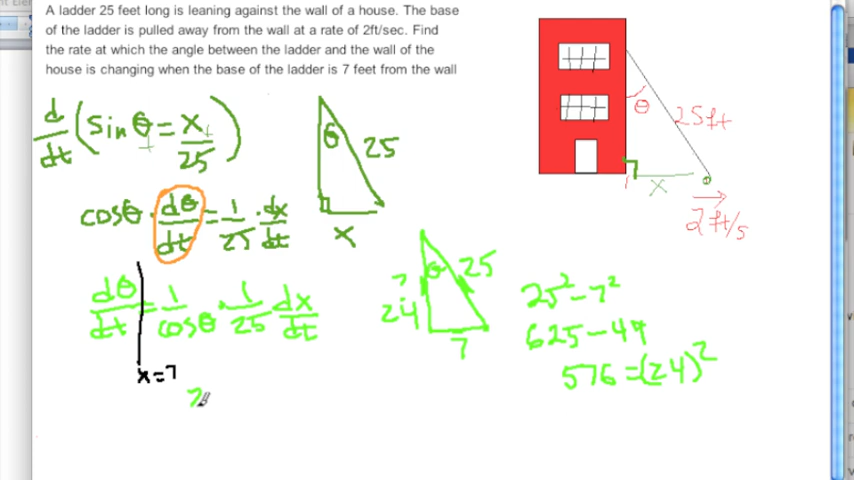 A ladder 25 feet long is leaning against the wall of a house. The base
of the ladder is pulled away from the wall at a rate of 2ft/sec. Find
the rate at which the angle between the ladder and the wall of the
house is changing when the base of the ladder is 7 feet from the wall
d/dt (sin θ = x/25)
θ
25
x
cosθ · dθ/dt = 1/25 · dx/dt
dθ/dt = 1/cosθ · 1/25 dx/dt
x=7
θ
25
?
24
7
25² - 7²
625 - 49
576 = (24)²
θ
25ft
x
2ft/s